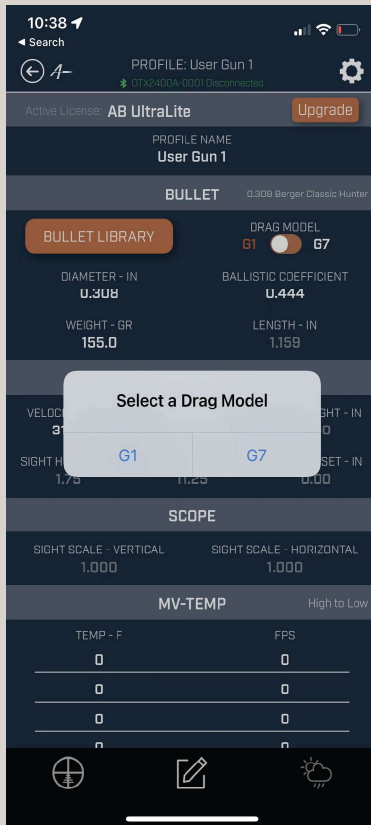 10:38
◀ Search
A
PROFILE: User Gun 1
OTX2400A-0001 Disconnected
Active License: AB UltraLite
Upgrade
PROFILE NAME
User Gun 1
BULLET 0.308 Berger Classic Hunter
BULLET LIBRARY
DRAG MODEL
G1 G7
DIAMETER - IN BALLISTIC COEFFICIENT
0.308 0.444
WEIGHT - GR LENGTH - IN
155.0 1.159
Select a Drag Model
G1 G7
SIGHT H SET - IN
1.75 11.25 0.00
SCOPE
SIGHT SCALE - VERTICAL SIGHT SCALE - HORIZONTAL
1.000 1.000
MV-TEMP High to Low
TEMP - F FPS
0 0
0 0
0 0
0 0